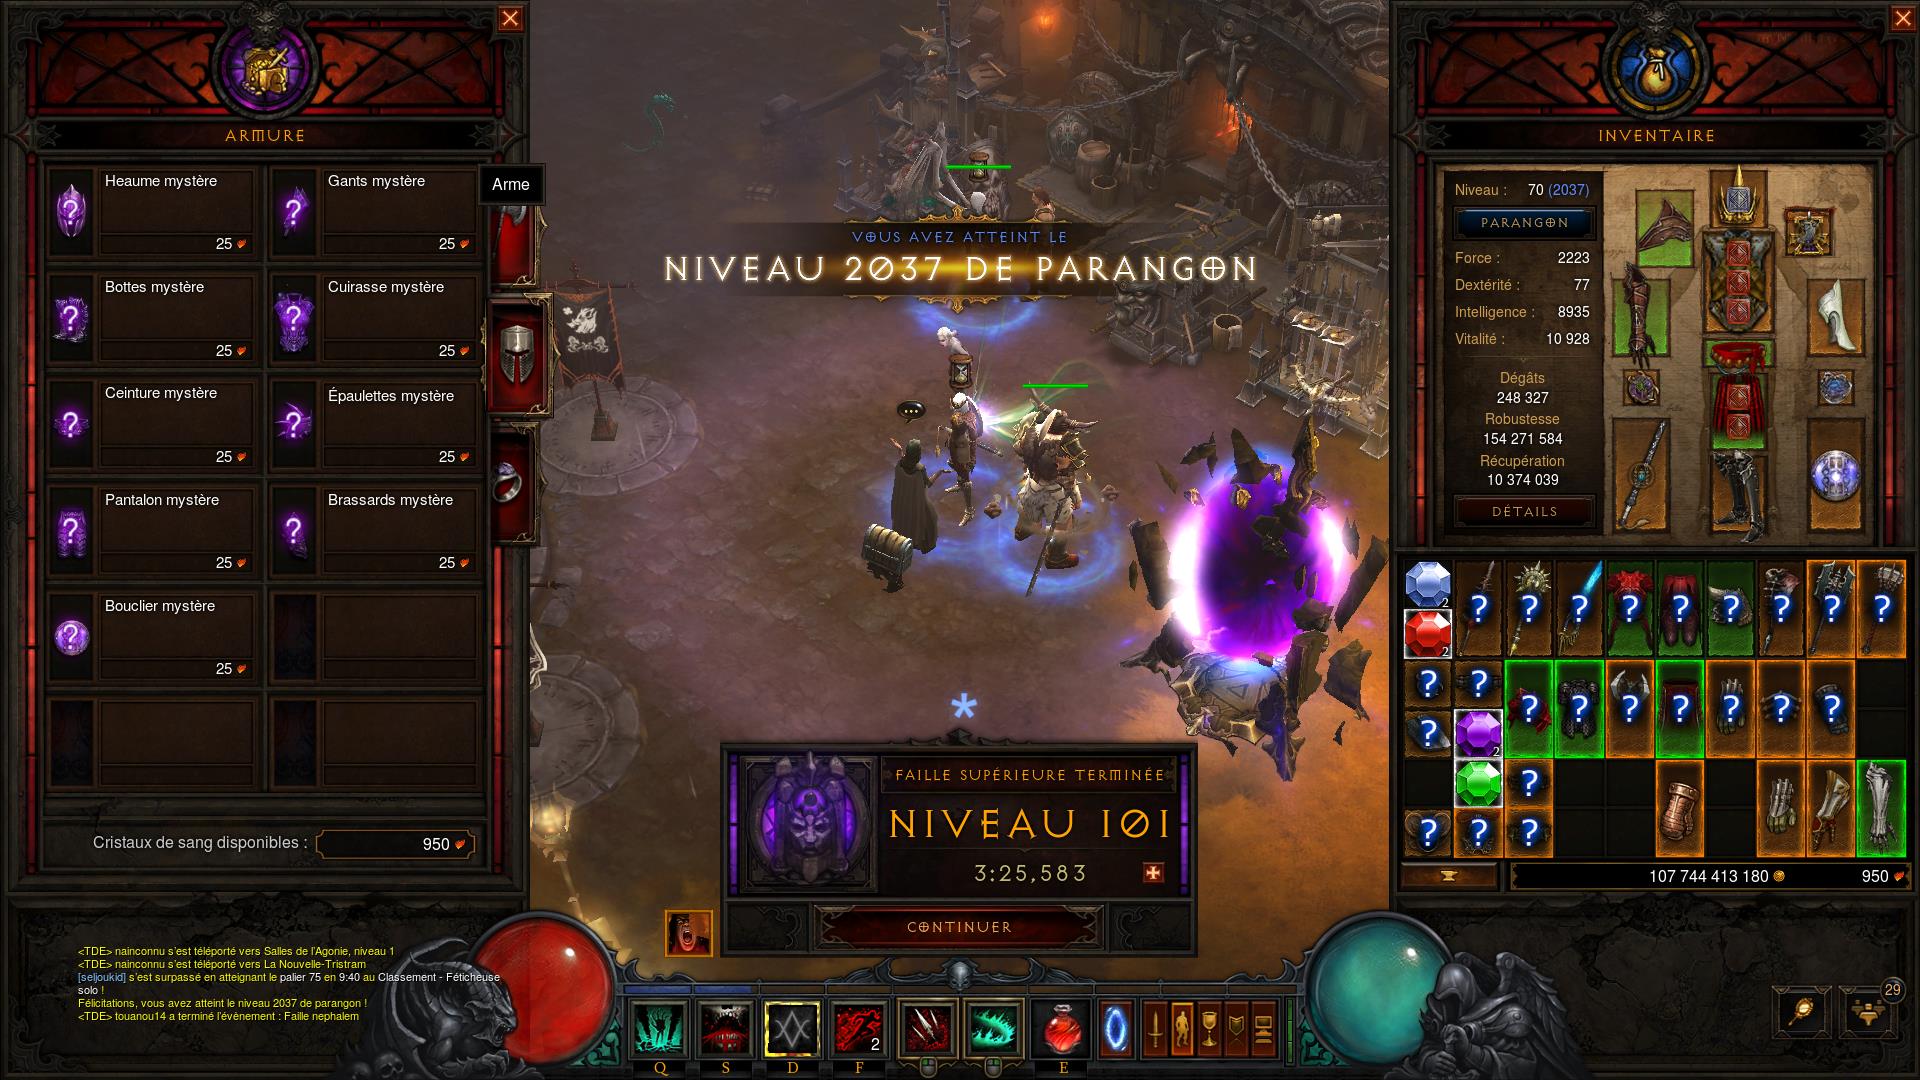 ARMURE
Heaume mystère
25
Gants mystère
25
Bottes mystère
25
Cuirasse mystère
25
Ceinture mystère
25
Épaulettes mystère
25
Pantalon mystère
25
Brassards mystère
25
Bouclier mystère
25
Cristaux de sang disponibles :
950
Arme
VOUS AVEZ ATTEINT LE
NIVEAU 2037 DE PARANGON
FAILLE SUPÉRIEURE TERMINÉE
NIVEAU 101
3:25,583
CONTINUER
INVENTAIRE
Niveau : 70 (2037)
PARANGON
Force : 2223
Dextérité : 77
Intelligence : 8935
Vitalité : 10 928
Dégâts
248 327
Robustesse
154 271 584
Récupération
10 374 039
DÉTAILS
2
2
2
107 744 413 180
950
<TDE> nainconnu s'est téléporté vers Salles de l'Agonie, niveau 1
<TDE> nainconnu s'est téléporté vers La Nouvelle-Tristram
[seljoukid] s'est surpassé en atteignant le palier 75 en 9:40 au Classement - Féticheuse
solo !
Félicitations, vous avez atteint le niveau 2037 de parangon !
<TDE> touanou14 a terminé l'évènement : Faille nephalem
2
Q S D F E
29